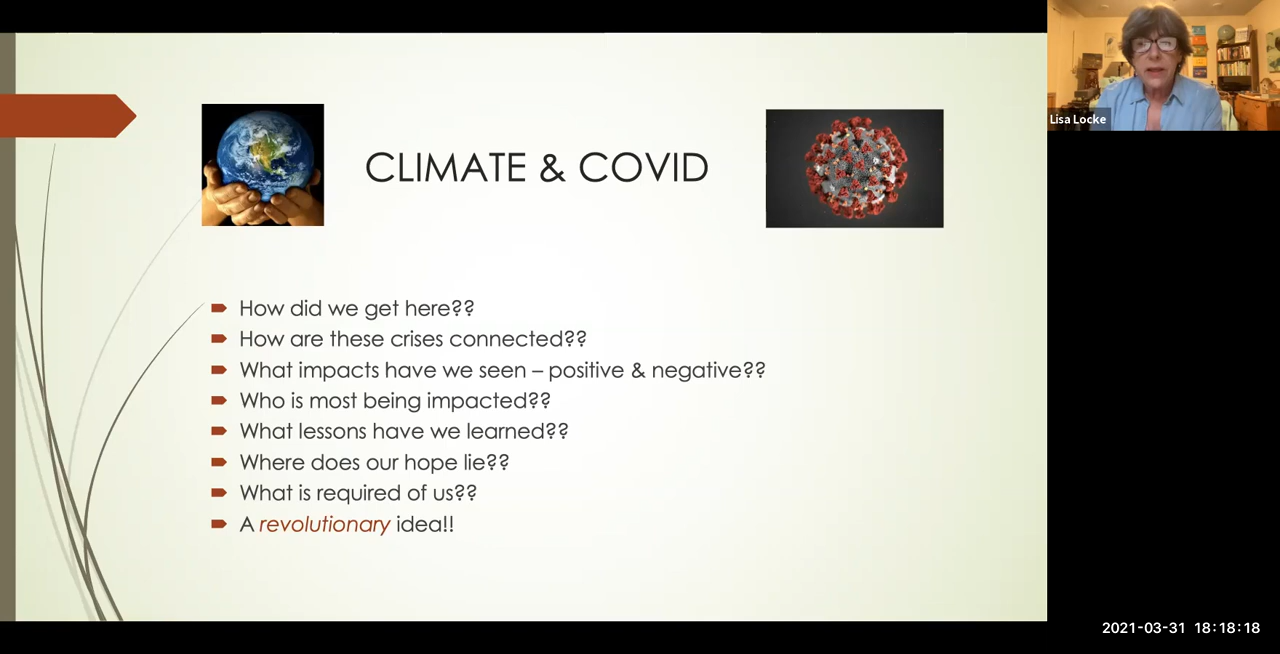 Lisa Locke
CLIMATE & COVID
How did we get here??
How are these crises connected??
What impacts have we seen – positive & negative??
Who is most being impacted??
What lessons have we learned??
Where does our hope lie??
What is required of us??
A revolutionary idea!!
2021-03-31 18:18:18